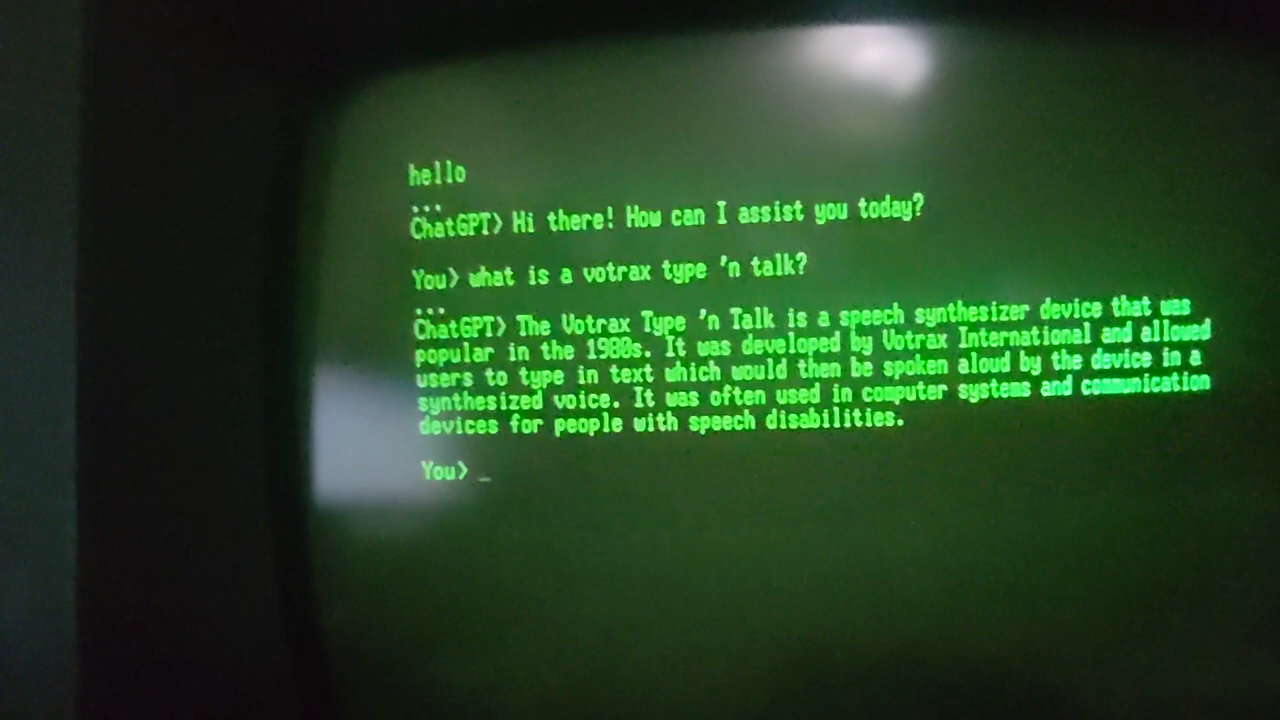 hello
...
ChatGPT> Hi there! How can I assist you today?
You> what is a votrax type 'n talk?
...
ChatGPT> The Votrax Type 'n Talk is a speech synthesizer device that was
popular in the 1980s. It was developed by Votrax International and allowed
users to type in text which would then be spoken aloud by the device in a
synthesized voice. It was often used in computer systems and communication
devices for people with speech disabilities.
You> _